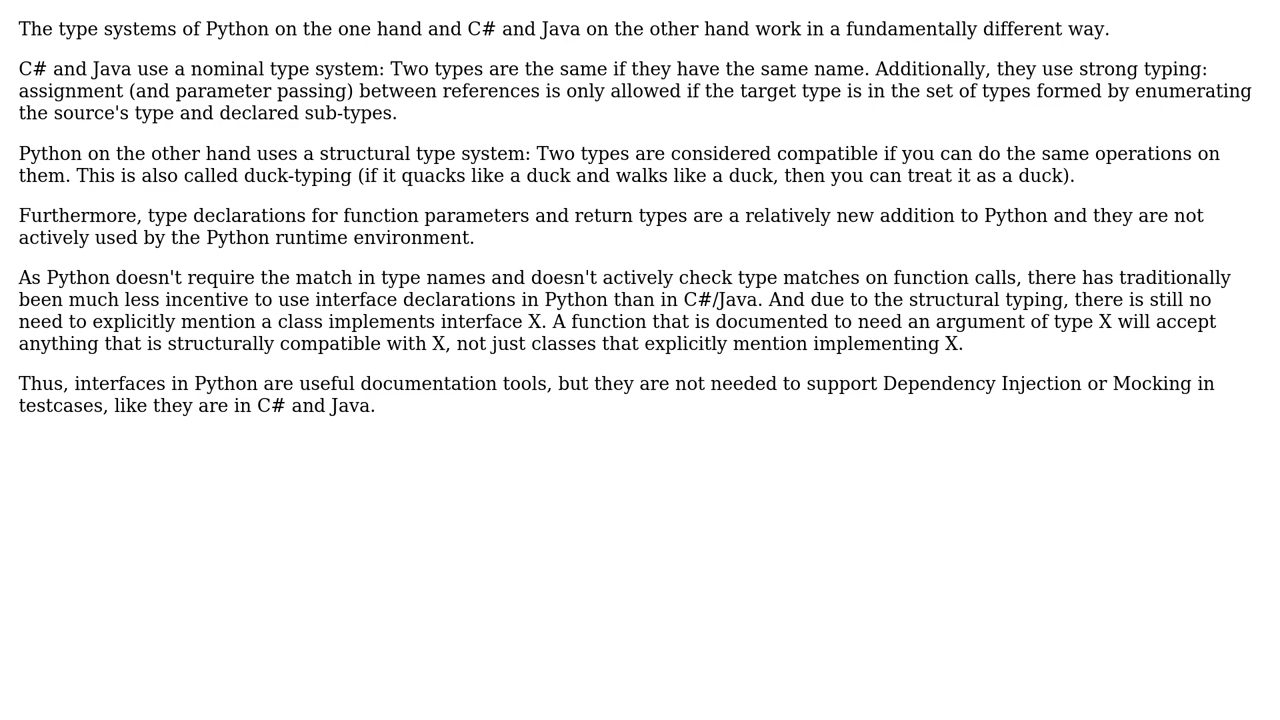 The type systems of Python on the one hand and C# and Java on the other hand work in a fundamentally different way.
C# and Java use a nominal type system: Two types are the same if they have the same name. Additionally, they use strong typing:
assignment (and parameter passing) between references is only allowed if the target type is in the set of types formed by enumerating
the source's type and declared sub-types.
Python on the other hand uses a structural type system: Two types are considered compatible if you can do the same operations on
them. This is also called duck-typing (if it quacks like a duck and walks like a duck, then you can treat it as a duck).
Furthermore, type declarations for function parameters and return types are a relatively new addition to Python and they are not
actively used by the Python runtime environment.
As Python doesn't require the match in type names and doesn't actively check type matches on function calls, there has traditionally
been much less incentive to use interface declarations in Python than in C#/Java. And due to the structural typing, there is still no
need to explicitly mention a class implements interface X. A function that is documented to need an argument of type X will accept
anything that is structurally compatible with X, not just classes that explicitly mention implementing X.
Thus, interfaces in Python are useful documentation tools, but they are not needed to support Dependency Injection or Mocking in
testcases, like they are in C# and Java.